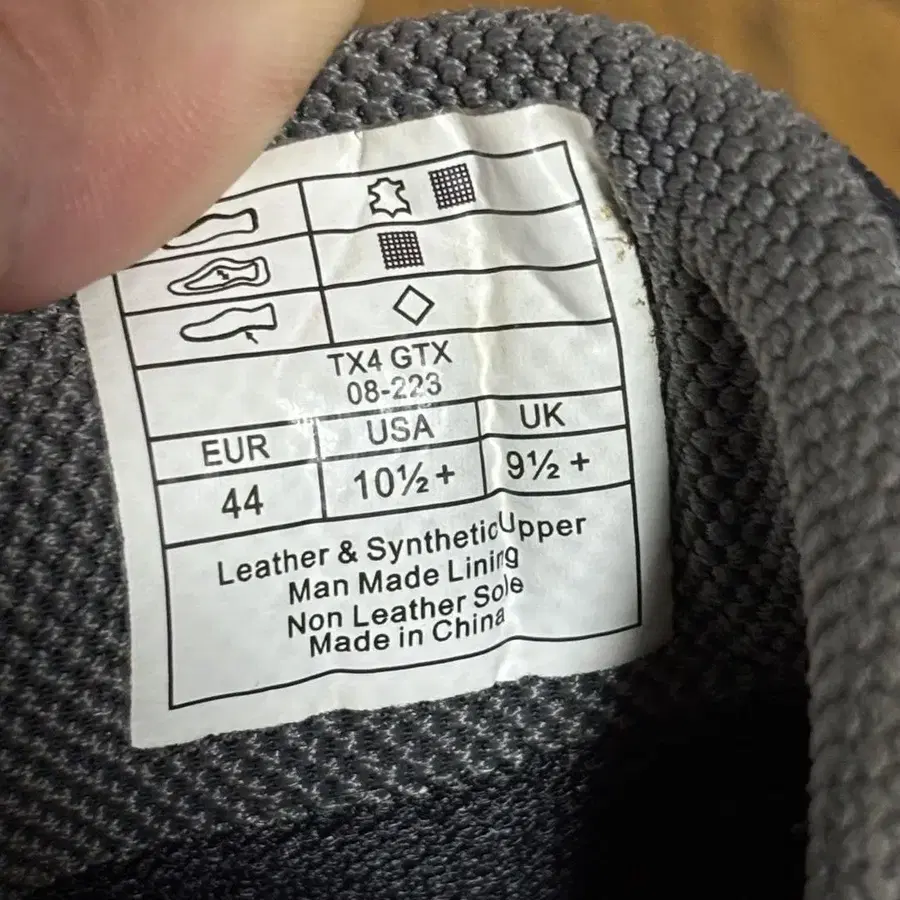 TX4 GTX
08-223
EUR USA UK
44 10½+ 9½+
Leather & Synthetic Upper
Man Made Lining
Non Leather Sole
Made in China